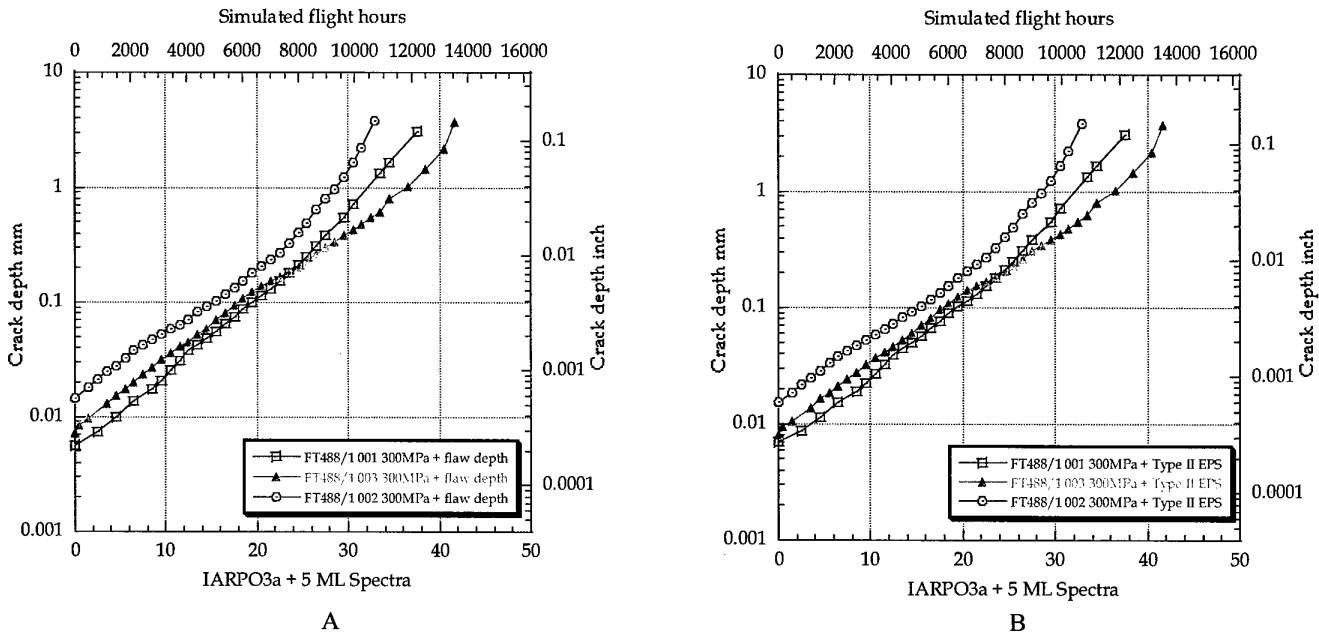 Simulated flight hours
0 2000 4000 6000 8000 10000 12000 14000 16000
10
1
0.1
0.01
0.001
Crack depth mm
0.1
0.01
0.001
0.0001
Crack depth inch
FT488/1 001 300MPa + flaw depth
FT488/1 003 300MPa + flaw depth
FT488/1 002 300MPa + flaw depth
0 10 20 30 40 50
IARPO3a + 5 ML Spectra
A
Simulated flight hours
0 2000 4000 6000 8000 10000 12000 14000 16000
10
1
0.1
0.01
0.001
Crack depth mm
0.1
0.01
0.001
0.0001
Crack depth inch
FT488/1 001 300MPa + Type II EPS
FT488/1 003 300MPa + Type II EPS
FT488/1 002 300MPa + Type II EPS
0 10 20 30 40 50
IARPO3a + 5 ML Spectra
B